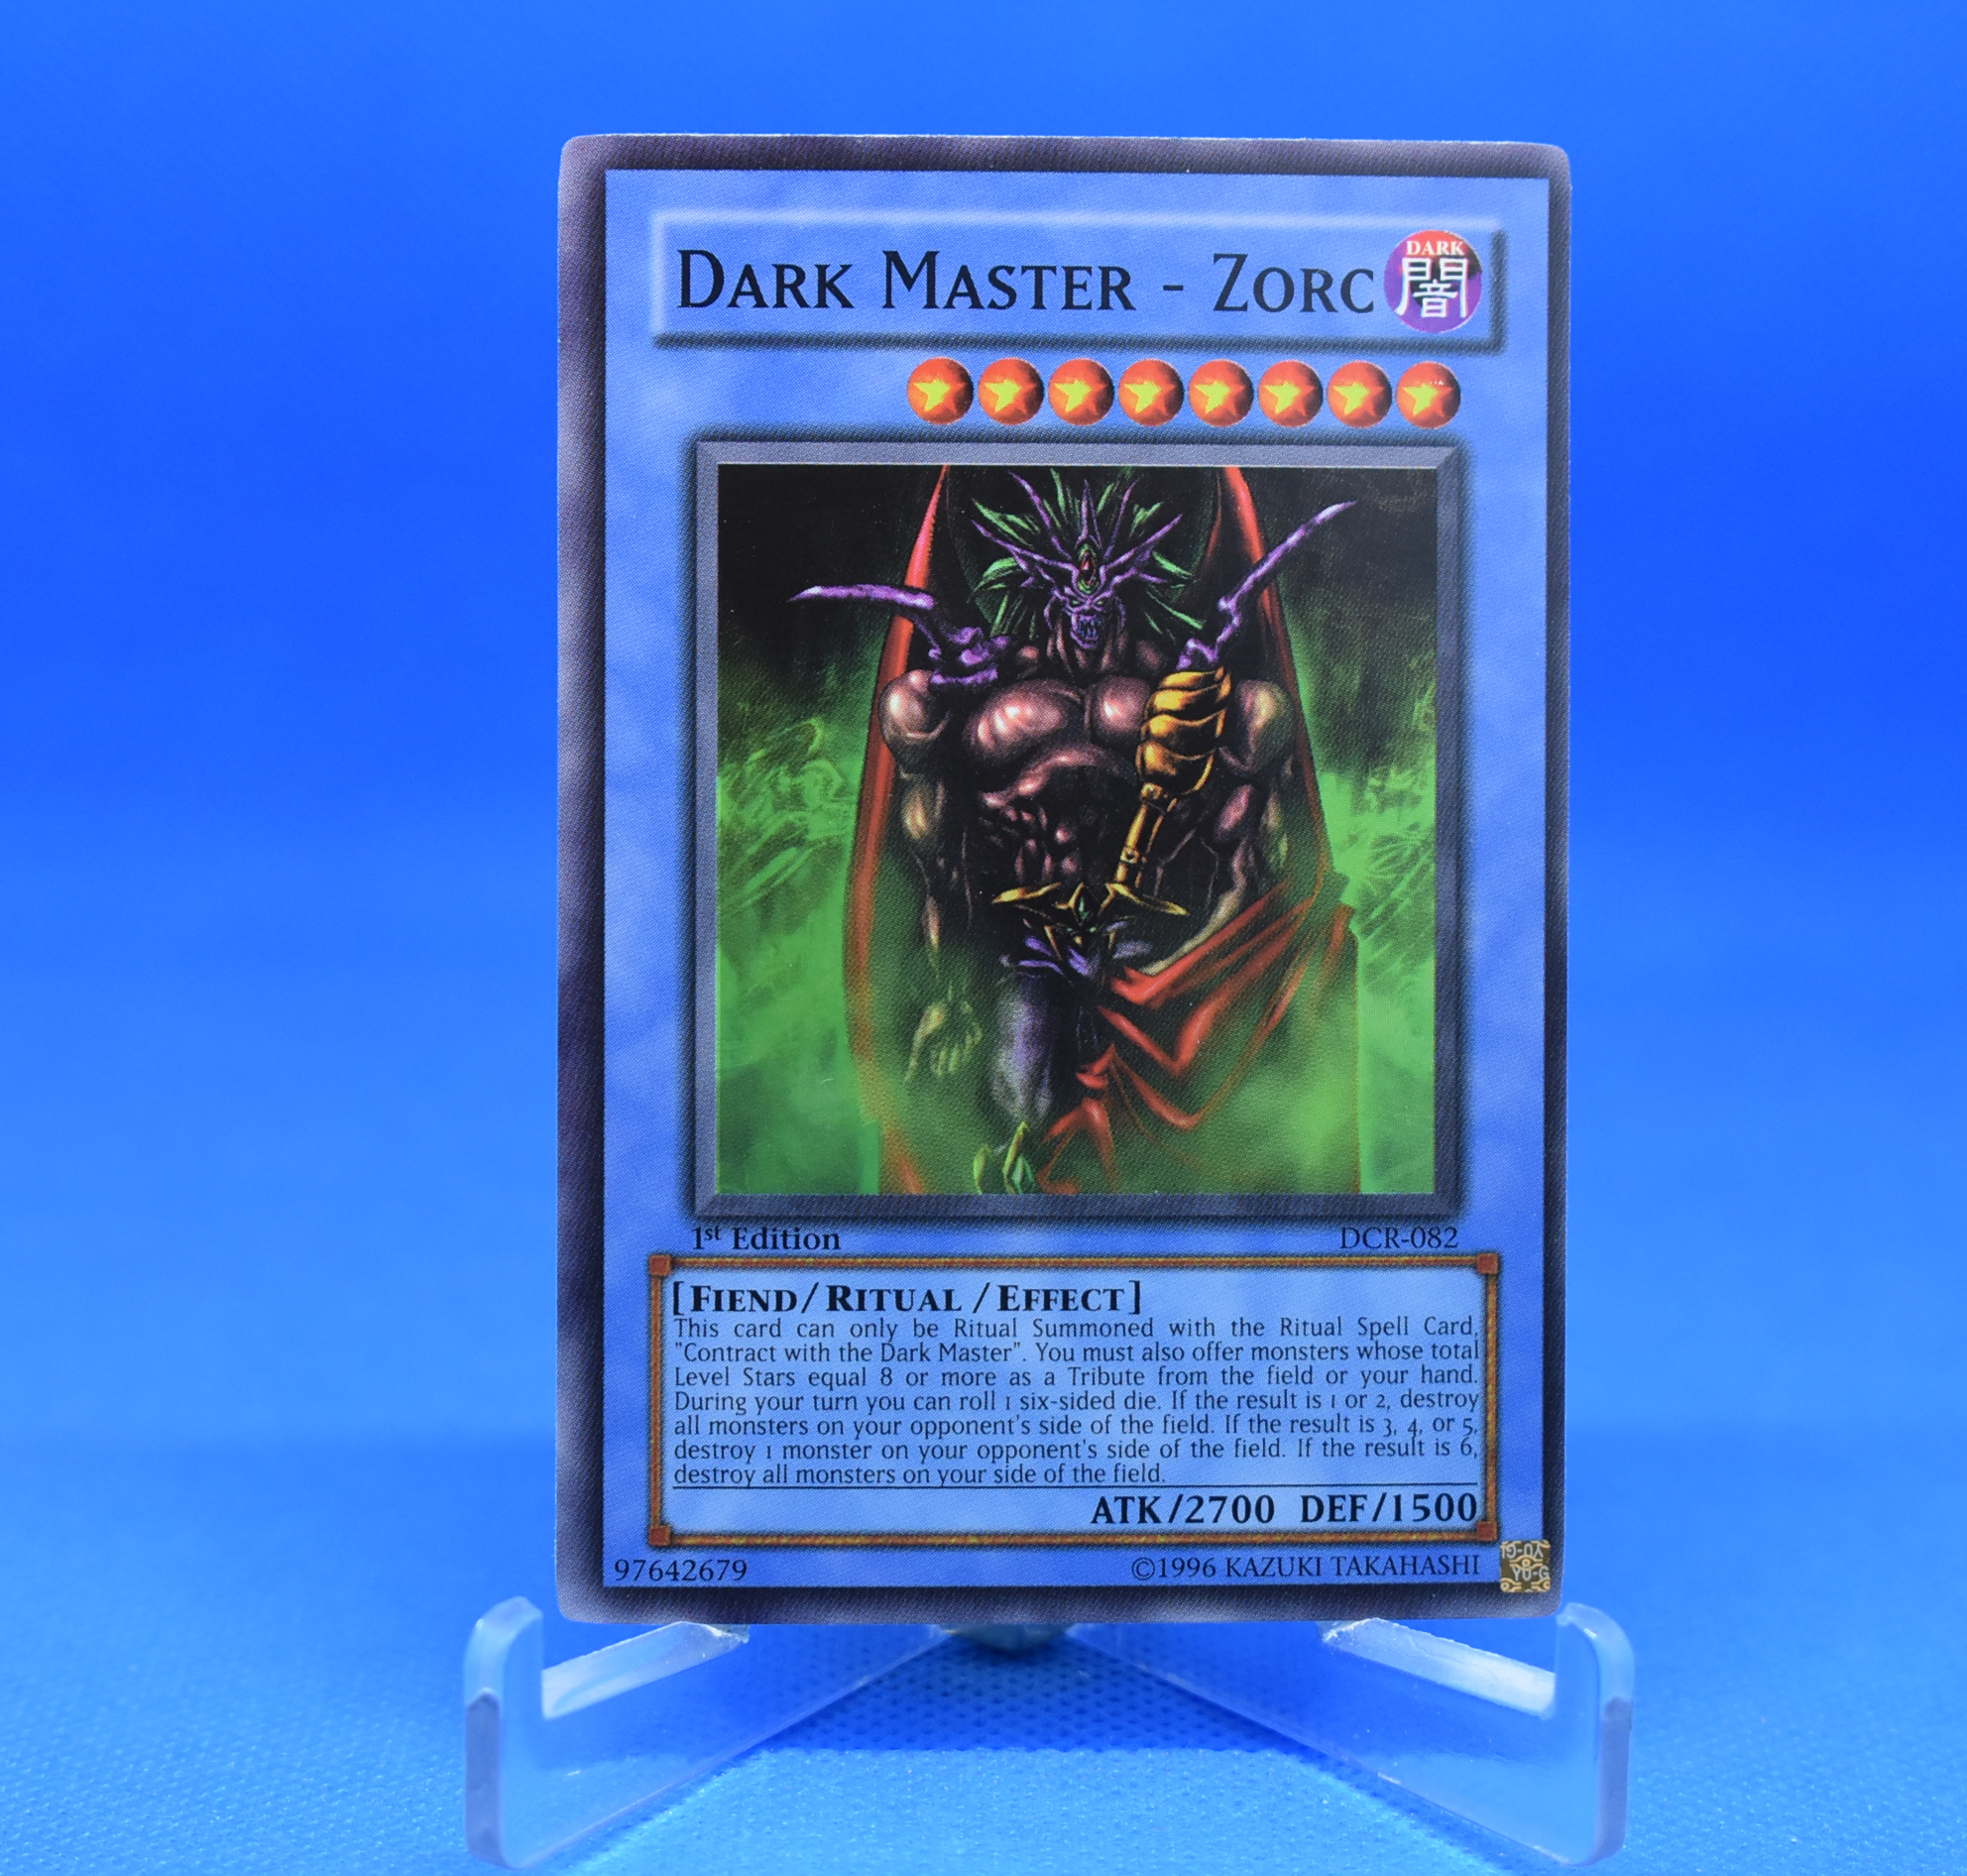 DARK MASTER - ZORC
DARK
闇
1st Edition
DCR-082
[FIEND/RITUAL /EFFECT]
This card can only be Ritual Summoned with the Ritual Spell Card,
"Contract with the Dark Master". You must also offer monsters whose total
Level Stars equal 8 or more as a Tribute from the field or your hand.
During your turn you can roll 1 six-sided die. If the result is 1 or 2, destroy
all monsters on your opponent's side of the field. If the result is 3, 4, or 5,
destroy 1 monster on your opponent's side of the field. If the result is 6,
destroy all monsters on your side of the field.
ATK/2700 DEF/1500
97642679
©1996 KAZUKI TAKAHASHI